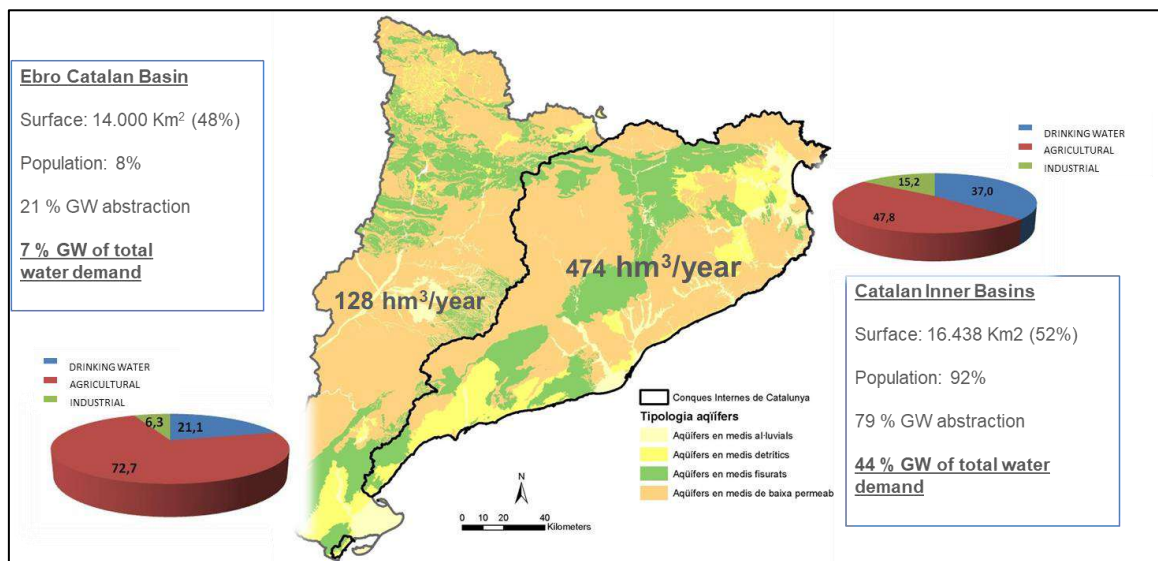 Ebro Catalan Basin
Surface: 14.000 Km² (48%)
Population: 8%
21 % GW abstraction
7 % GW of total
water demand
DRINKING WATER
AGRICULTURAL
INDUSTRIAL
6,3
21,1
72,7
128 hm³/year
474 hm³/year
DRINKING WATER
AGRICULTURAL
INDUSTRIAL
15,2
37,0
47,8
Catalan Inner Basins
Surface: 16.438 Km2 (52%)
Population: 92%
79 % GW abstraction
44 % GW of total water
demand
Conques Internes de Catalunya
Tipologia aqïífers
Aqüífers en medis al·luvials
Aqüífers en medis detrítics
Aqüífers en medis fisurats
Aqüífers en medis de baixa permeab
N
0 10 20 40
Kilometers